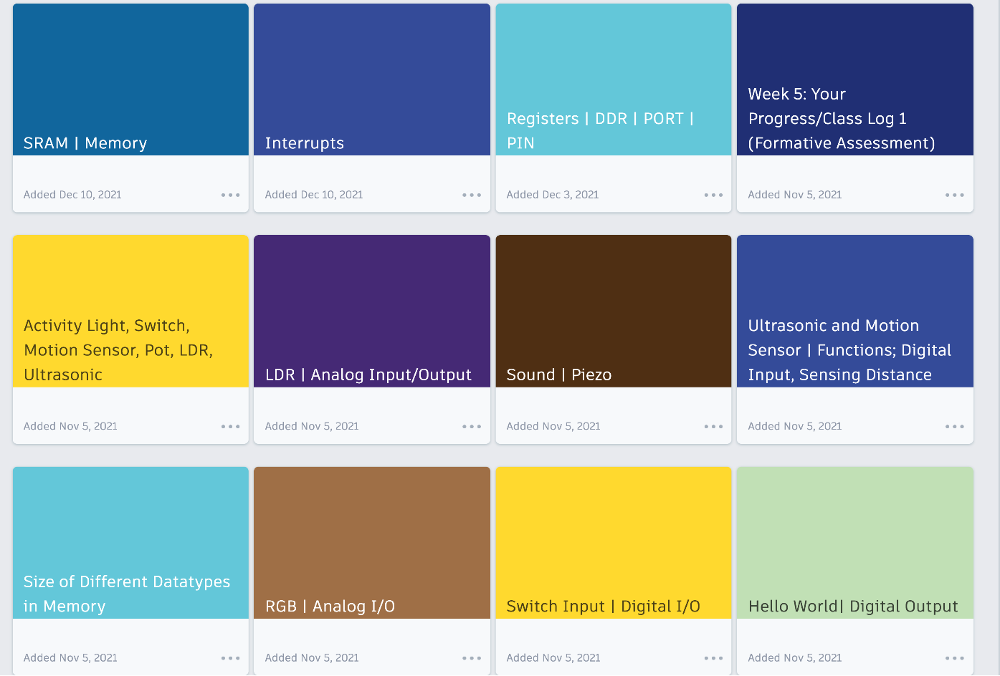 SRAM | Memory
Added Dec 10, 2021
Interrupts
Added Dec 10, 2021
Registers | DDR | PORT |
PIN
Added Dec 3, 2021
Week 5: Your
Progress/Class Log 1
(Formative Assessment)
Added Nov 5, 2021
Activity Light, Switch,
Motion Sensor, Pot, LDR,
Ultrasonic
Added Nov 5, 2021
LDR | Analog Input/Output
Added Nov 5, 2021
Sound | Piezo
Added Nov 5, 2021
Ultrasonic and Motion
Sensor | Functions; Digital
Input, Sensing Distance
Added Nov 5, 2021
Size of Different Datatypes
in Memory
Added Nov 5, 2021
RGB | Analog I/O
Added Nov 5, 2021
Switch Input | Digital I/O
Added Nov 5, 2021
Hello World| Digital Output
Added Nov 5, 2021